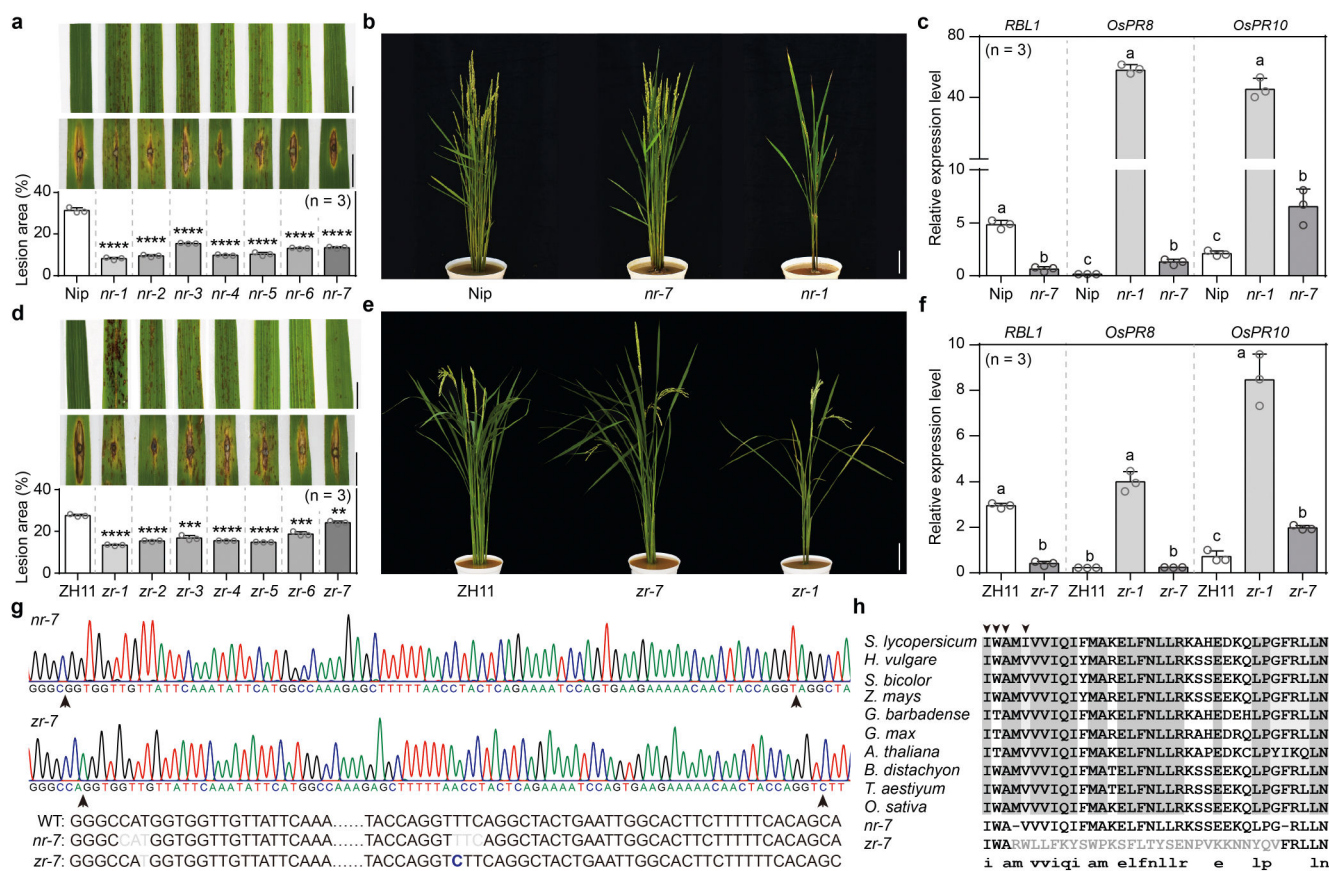 a
Lesion area (%)
40
20
0
(n = 3)
****
****
****
****
****
****
****
Nip
nr-1
nr-2
nr-3
nr-4
nr-5
nr-6
nr-7
b
Nip
nr-7
nr-1
c
RBL1
OsPR8
OsPR10
(n = 3)
Relative expression level
80
40
10
5
0
a
b
c
a
b
c
a
b
Nip
nr-7
Nip
nr-1
nr-7
Nip
nr-1
nr-7
d
Lesion area (%)
40
20
0
(n = 3)
****
****
***
****
****
***
**
ZH11
zr-1
zr-2
zr-3
zr-4
zr-5
zr-6
zr-7
e
ZH11
zr-7
zr-1
f
RBL1
OsPR8
OsPR10
(n = 3)
Relative expression level
10
8
6
4
2
0
a
b
b
a
b
c
a
b
ZH11
zr-7
ZH11
zr-1
zr-7
ZH11
zr-1
zr-7
g
nr-7
GGGCGGTGGTTGTTATTCAAATATTCATGGCCAAAGAGCTTTTTAACCTACTCAGAAAATCCAGTGAAGAAAAACAACTACCAGGTAGGCTA
zr-7
GGGCCAGGTGGTTGTTATTCAAATATTCATGGCCAAAGAGCTTTTTAACCTACTCAGAAAATCCAGTGAAGAAAAACAACTACCAGGTCTT
WT: GGGCCATGGTGGTTGTTATTCAAA......TACCAGGTTTCAGGCTACTGAATTGGCACTTCTTTTTCACAGCA
nr-7: GGGCCATGGTGGTTGTTATTCAAA......TACCAGGTTTCAGGCTACTGAATTGGCACTTCTTTTTCACAGCA
zr-7: GGGCCATGGTGGTTGTTATTCAAA......TACCAGGTCTTCAGGCTACTGAATTGGCACTTCTTTTTCACAGC
h
S. lycopersicum IWAMIVVIQIFMAKELFNLLRKAHEDKQLPGFRLLN
H. vulgare IWAMVVVIQIYMARELFNLLRKSSEEKQLPGFRLLN
S. bicolor IWAMVVVIQIFMAKELFNLLRKSSEEKQLPGFRLLN
Z. mays IWAMVVVIQIFMAKELFNLLRKSSEEKQLPGFRLLN
G. barbadense ITAMVVVIQIFMAKELFNLLRKAHEDEHLPGFRLLN
G. max ITAMVVVIQIFMAKELFNLLRRAHEDRQLPGFRLLN
A. thaliana ITAMVVVIQIFMAKELFNLLRKAPEDKCLPYIKQLN
B. distachyon IWAMVVVIQIFMATELFNLLRKSSEEKQLPGFRLLN
T. aestiyum IWAMVVVIQIFMATELFNLLRKSSEEKQLPGFRLLN
O. sativa IWAMVVVIQIFMAKELFNLLRKSSEEKQLPGFRLLN
nr-7 IWA-VVVIQIFMAKELFNLLRKSSEEKQLPG-RLLN
zr-7 IWARWLLFKYSWPKSFLTYSENPVKKNNYQVFRLLN
i am vviqi am elfnllr e lp ln